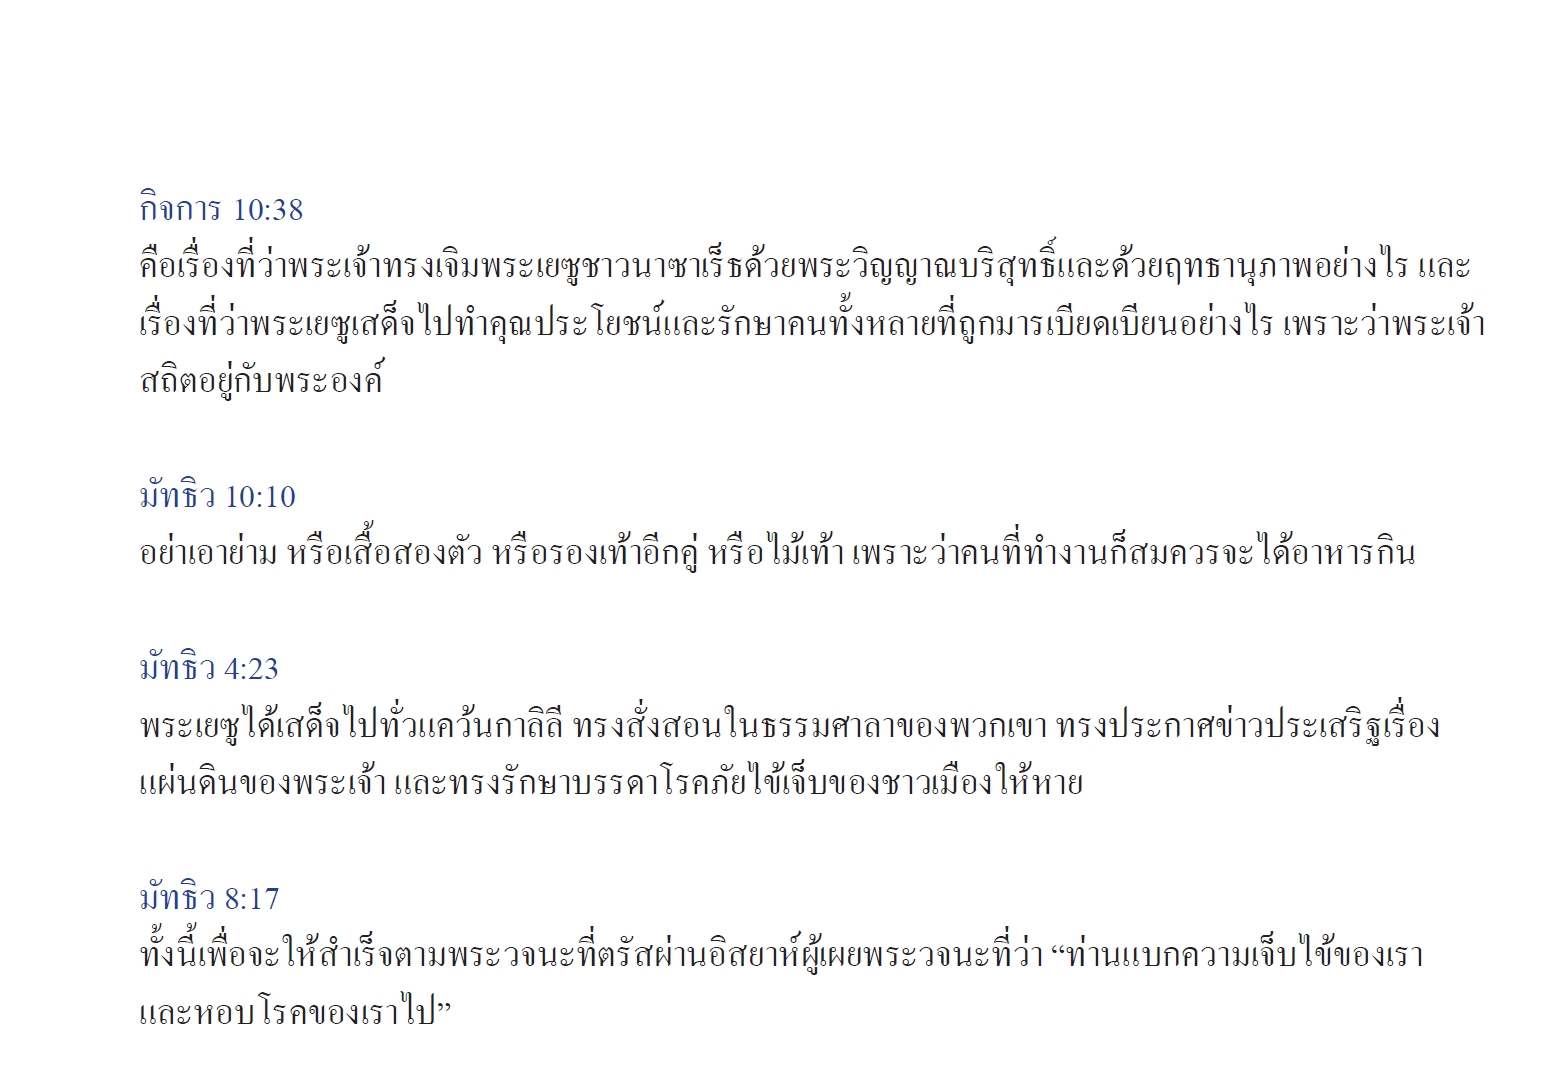 กิจการ 10:38
คือเรื่องที่ว่าพระเจ้าทรงเจิมพระเยซูชาวนาซาเร็ธด้วยพระวิญญาณบริสุทธิ์และด้วยฤทธานุภาพอย่างไร และ
เรื่องที่ว่าพระเยซูเสด็จไปทำคุณประโยชน์และรักษาคนทั้งหลายที่ถูกมารเบียดเบียนอย่างไร เพราะว่าพระเจ้า
สถิตอยู่กับพระองค์
มัทธิว 10:10
อย่าเอาย่าม หรือเสื้อสองตัว หรือรองเท้าอีกคู่ หรือไม้เท้า เพราะว่าคนที่ทำงานก็สมควรจะได้อาหารกิน
มัทธิว 4:23
พระเยซูได้เสด็จไปทั่วแคว้นกาลิลี ทรงสั่งสอนในธรรมศาลาของพวกเขา ทรงประกาศข่าวประเสริฐเรื่อง
แผ่นดินของพระเจ้า และทรงรักษาบรรดาโรคภัยไข้เจ็บของชาวเมืองให้หาย
มัทธิว 8:17
ทั้งนี้เพื่อจะให้สำเร็จตามพระวจนะที่ตรัสผ่านอิสยาห์ผู้เผยพระวจนะที่ว่า “ท่านแบกความเจ็บไข้ของเรา
และหอบโรคของเราไป”